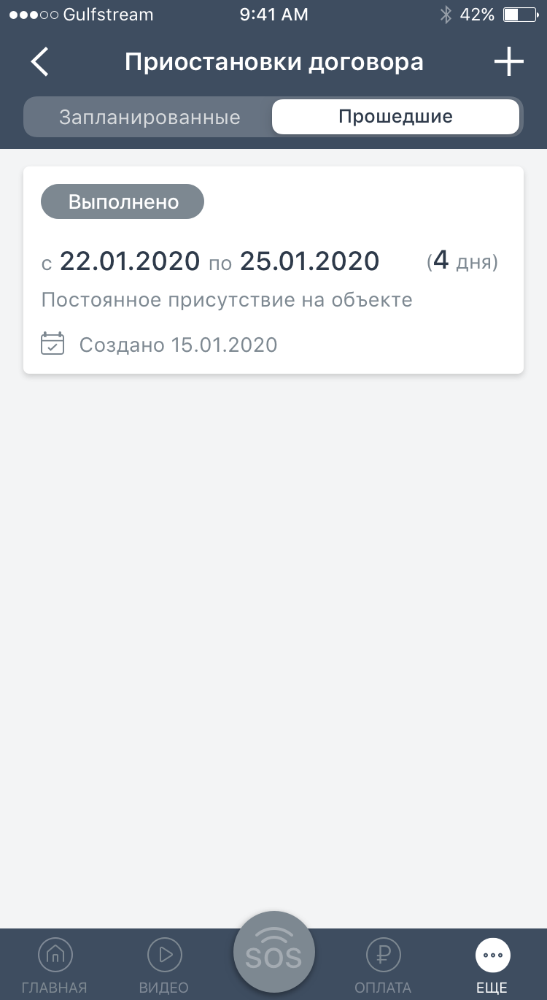 Gulfstream 9:41 AM 42%
Приостановки договора
Запланированные Прошедшие
Выполнено
с 22.01.2020 по 25.01.2020 (4 дня)
Постоянное присутствие на объекте
Создано 15.01.2020
SOS
ГЛАВНАЯ ВИДЕО ОПЛАТА ЕЩЕ